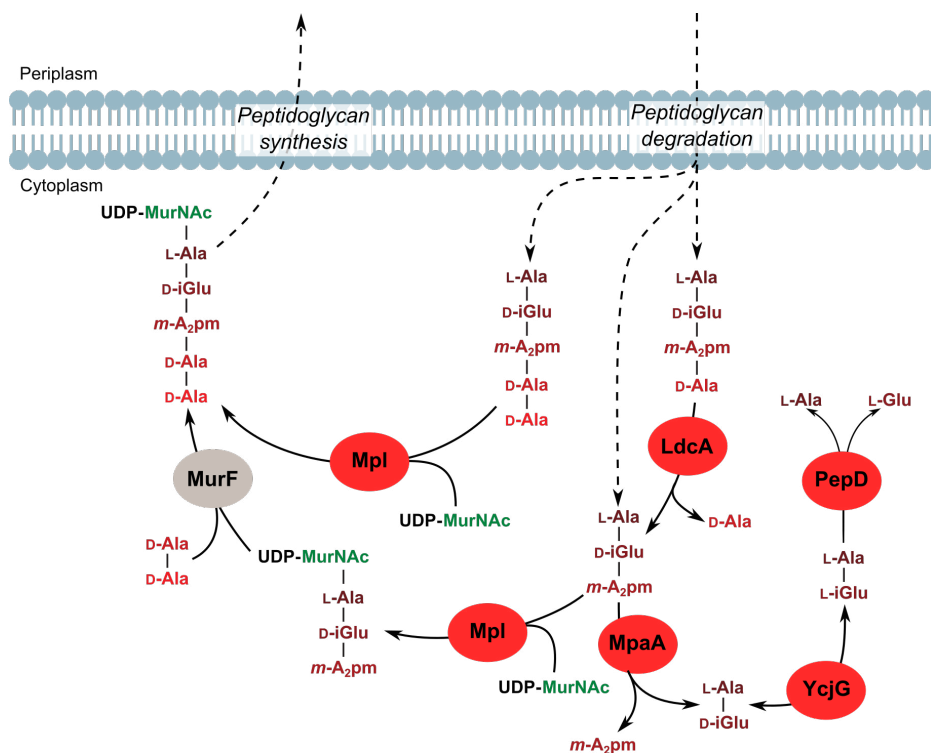 Periplasm
Peptidoglycan
synthesis
Peptidoglycan
degradation
Cytoplasm
UDP-MurNAc
L-Ala
D-iGlu
m-A₂pm
D-Ala
D-Ala
L-Ala
D-iGlu
m-A₂pm
D-Ala
D-Ala
L-Ala
D-iGlu
m-A₂pm
D-Ala
MurF
Mpl
UDP-MurNAc
LdcA
D-Ala
L-Ala
L-Glu
PepD
L-Ala
L-iGlu
D-Ala
D-Ala
UDP-MurNAc
L-Ala
D-iGlu
m-A₂pm
L-Ala
D-iGlu
m-A₂pm
Mpl
UDP-MurNAc
MpaA
m-A₂pm
L-Ala
D-iGlu
YcjG